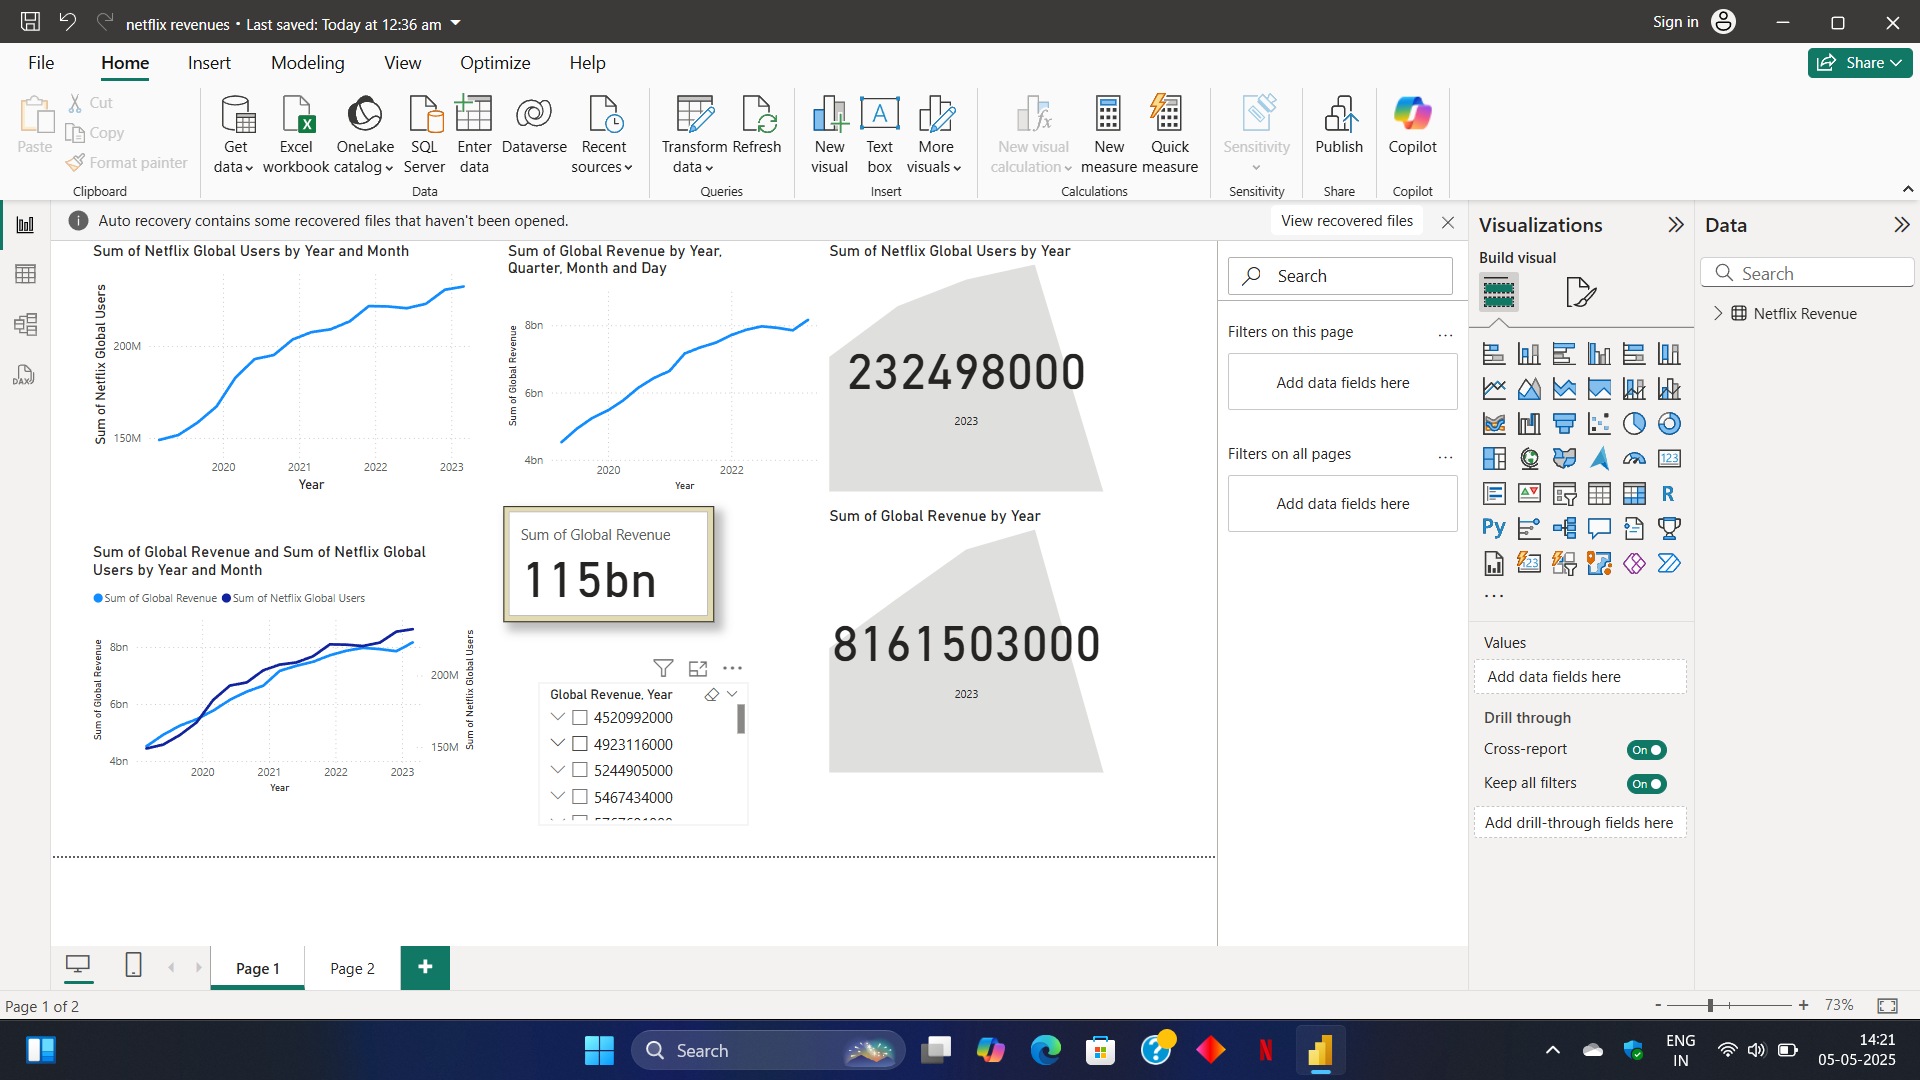 netflix revenues • Last saved: Today at 12:36 am
Sign in
File
Home
Insert
Modeling
View
Optimize
Help
Share
Paste
Cut
Copy
Format painter
Clipboard
Get data
Excel workbook
OneLake catalog
SQL Server
Enter data
Dataverse
Recent sources
Data
Transform data
Refresh
Queries
New visual
Text box
More visuals
Insert
New visual calculation
New measure
Quick measure
Calculations
Sensitivity
Sensitivity
Publish
Share
Copilot
Copilot
Auto recovery contains some recovered files that haven't been opened.
View recovered files
Sum of Netflix Global Users by Year and Month
Sum of Netflix Global Users
200M
150M
2020 2021 2022 2023
Year
Sum of Global Revenue by Year,
Quarter, Month and Day
Sum of Global Revenue
8bn
6bn
4bn
2020 2022
Year
Sum of Netflix Global Users by Year
232498000
2023
Sum of Global Revenue and Sum of Netflix Global
Users by Year and Month
Sum of Global Revenue Sum of Netflix Global Users
Sum of Global Revenue
8bn
6bn
4bn
200M
150M
Sum of Netflix Global Users
2020 2021 2022 2023
Year
Sum of Global Revenue
115bn
Global Revenue, Year
4520992000
4923116000
5244905000
5467434000
Sum of Global Revenue by Year
8161503000
2023
Search
Filters on this page
...
Add data fields here
Filters on all pages
...
Add data fields here
Visualizations
Build visual
123
R
Py
123
...
Values
Add data fields here
Drill through
Cross-report
On
Keep all filters
On
Add drill-through fields here
Data
Search
Netflix Revenue
DAX
Page 1
Page 2
+
Page 1 of 2
- + 73%
Search
N
ENG
IN
14:21
05-05-2025